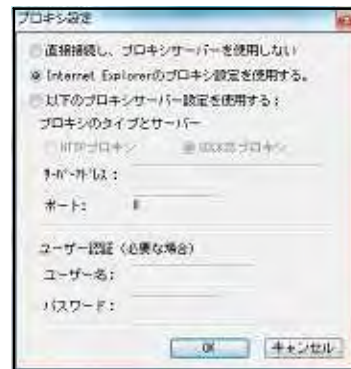 プロキシ設定
直接接続し、プロキシサーバーを使用しない
Internet Explorerのプロキシ設定を使用する。
以下のプロキシサーバー設定を使用する:
プロキシのタイプとサーバー
HTTPプロキシ SOCKS5プロキシ
サーバーアドレス:
ポート: 0
ユーザー認証(必要な場合)
ユーザー名:
パスワード:
OK キャンセル